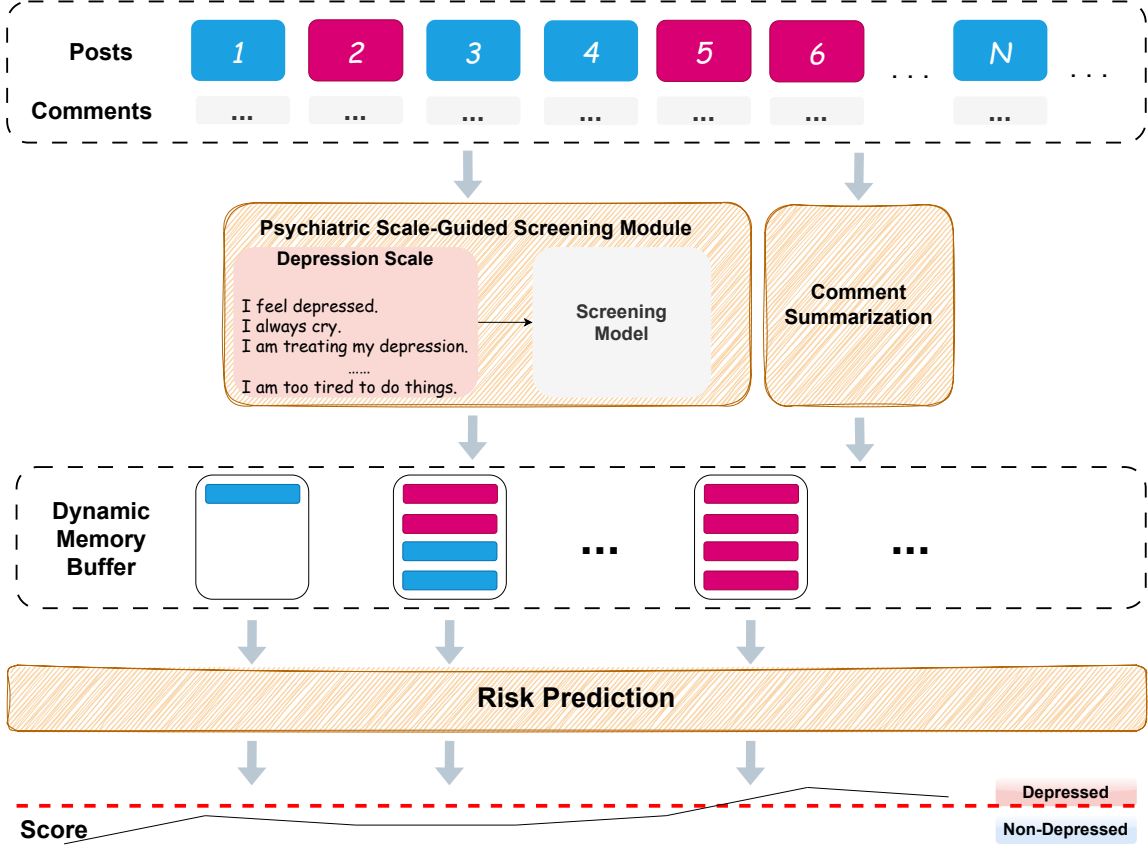 Posts 1 2 3 4 5 6 . . . N . . .
Comments ... ... ... ... ... ... ...
Psychiatric Scale-Guided Screening Module
Depression Scale
I feel depressed.
I always cry.
I am treating my depression.
......
I am too tired to do things.
Screening
Model
Comment
Summarization
Dynamic
Memory
Buffer
...
...
Risk Prediction
Depressed
Score
Non-Depressed